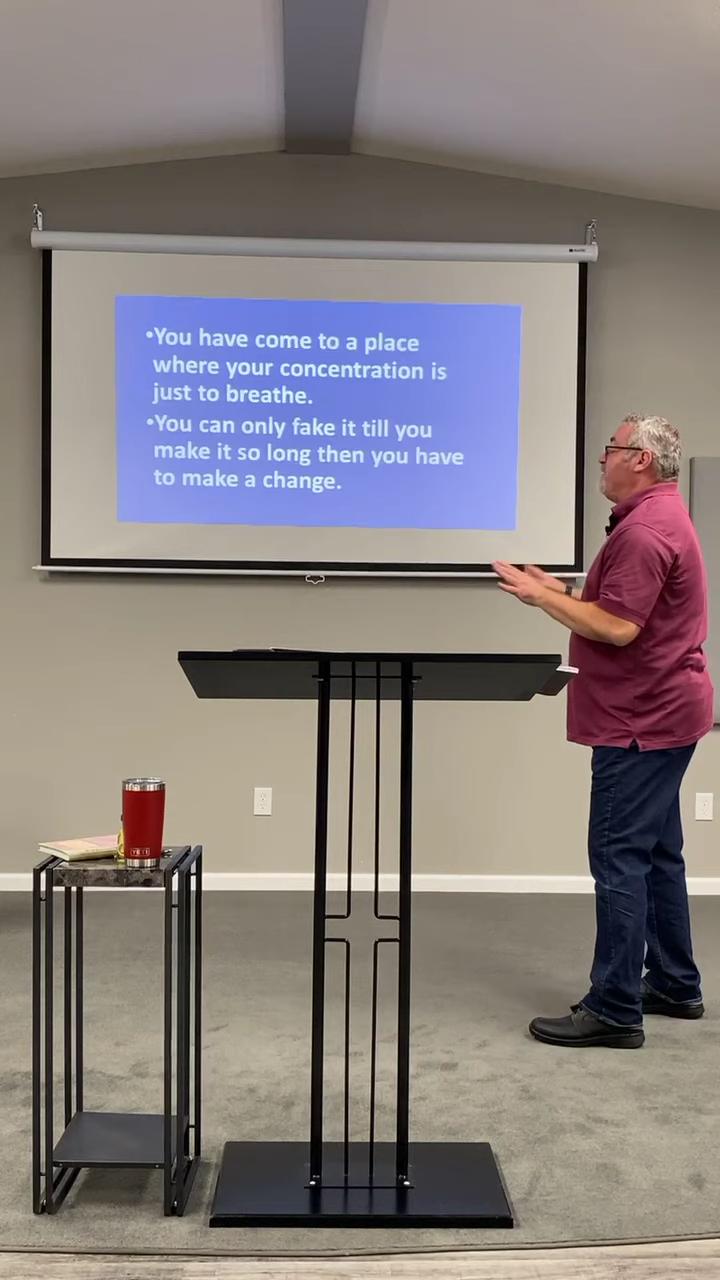 •You have come to a place
where your concentration is
just to breathe.
•You can only fake it till you
make it so long then you have
to make a change.
YETI